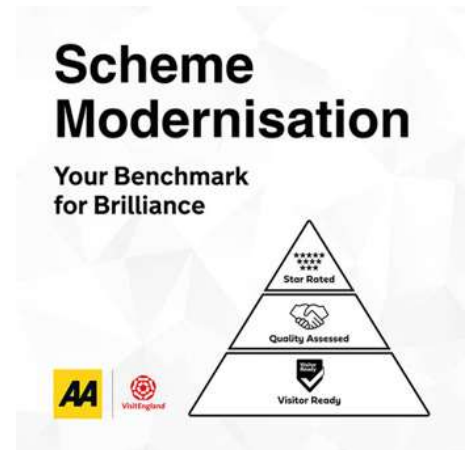 Scheme
Modernisation
Your Benchmark
for Brilliance
★★★★★
★★★★
★★★
Star Rated
Quality Assessed
Visitor
Ready
Visitor Ready
AA
VisitEngland